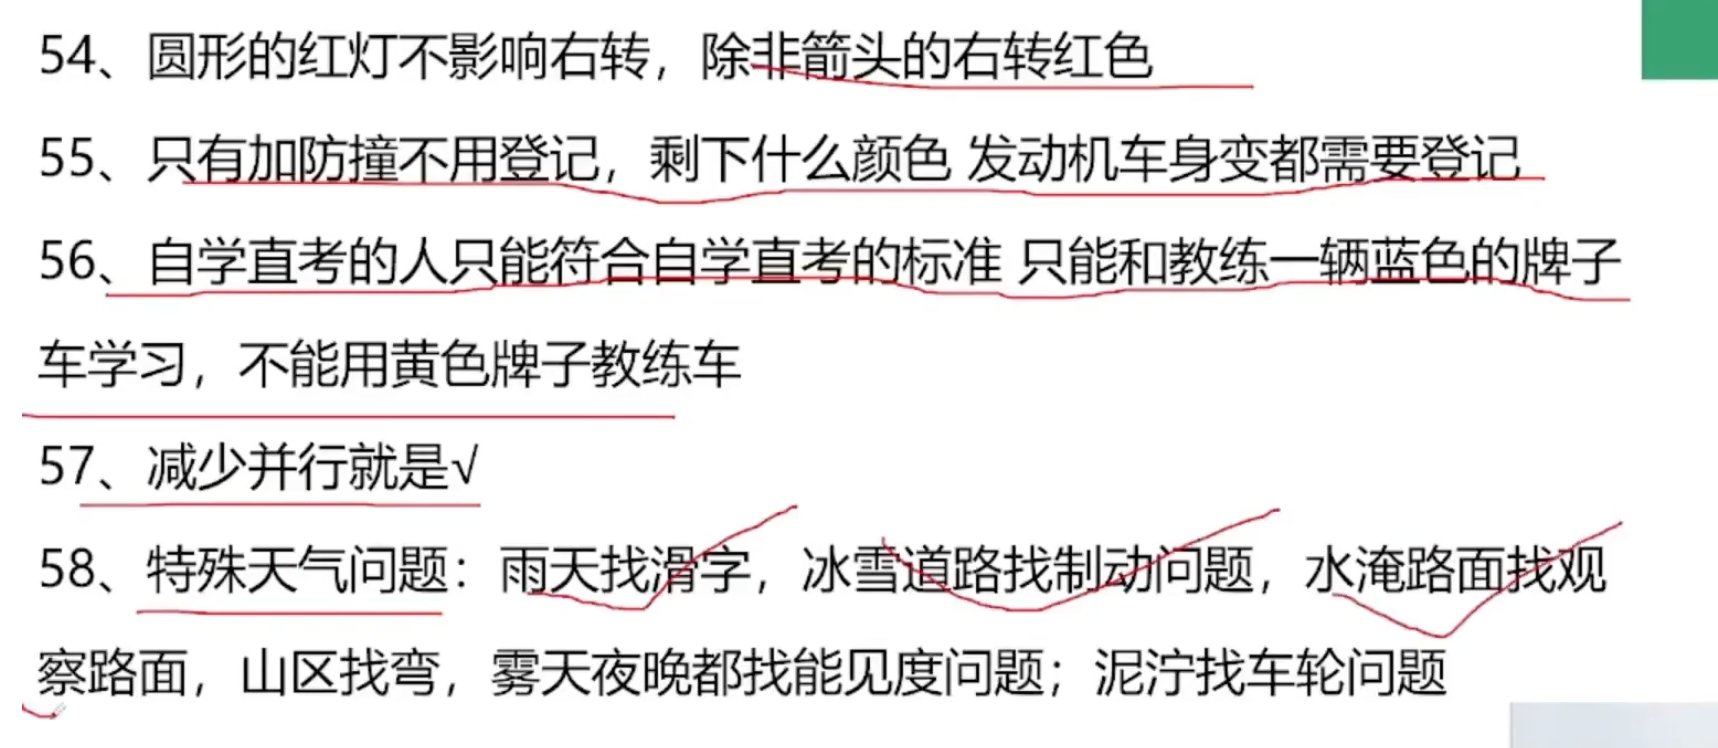 54、圆形的红灯不影响右转，除非箭头的右转红色
55、只有加防撞不用登记，剩下什么颜色 发动机车身变都需要登记
56、自学直考的人只能符合自学直考的标准 只能和教练一辆蓝色的牌子
车学习，不能用黄色牌子教练车
57、减少并行就是√
58、特殊天气问题：雨天找滑字，冰雪道路找制动问题，水淹路面找观
察路面，山区找弯，雾天夜晚都找能见度问题；泥泞找车轮问题